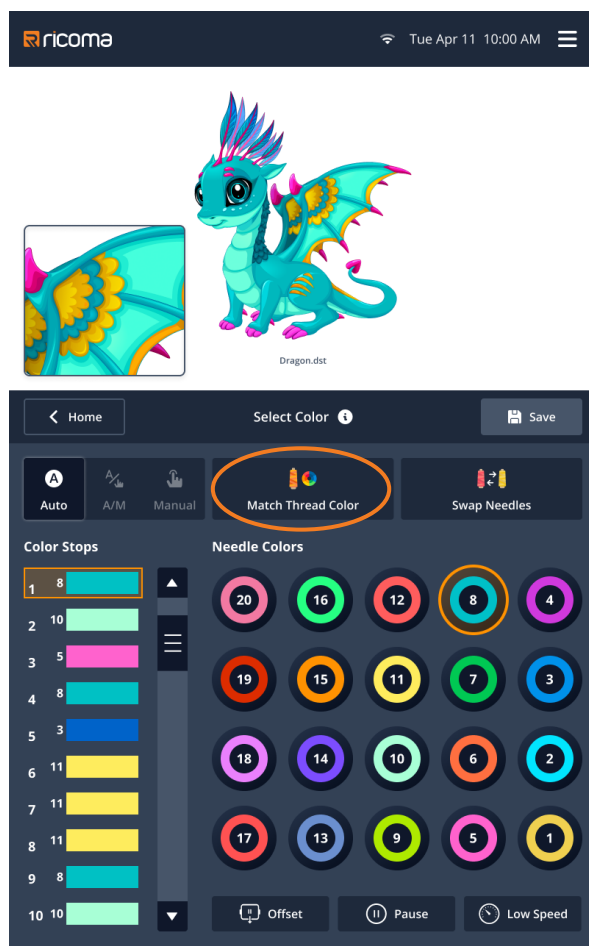 ricoma
Tue Apr 11 10:00 AM
Dragon.dst
Home
Select Color i
Save
A
Auto
A/M
Manual
Match Thread Color
Swap Needles
Color Stops
Needle Colors
1 8
2 10
3 5
4 8
5 3
6 11
7 11
8 11
9 8
10 10
20 16 12 8 4
19 15 11 7 3
18 14 10 6 2
17 13 9 5 1
Offset
Pause
Low Speed